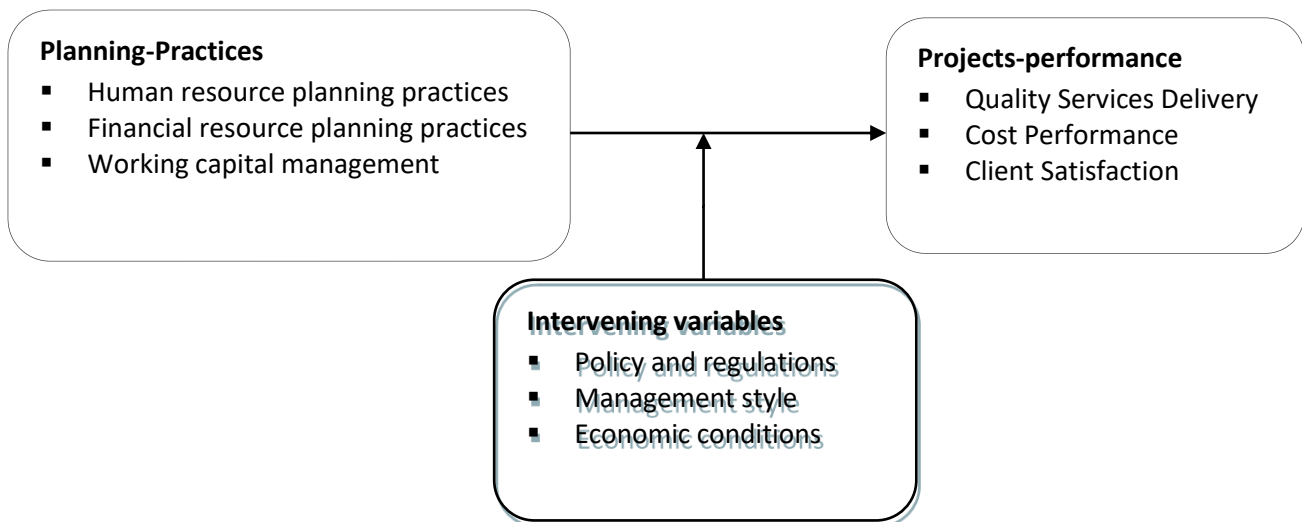 Planning-Practices
▪ Human resource planning practices
▪ Financial resource planning practices
▪ Working capital management
Projects-performance
▪ Quality Services Delivery
▪ Cost Performance
▪ Client Satisfaction
Intervening variables
▪ Policy and regulations
▪ Management style
▪ Economic conditions